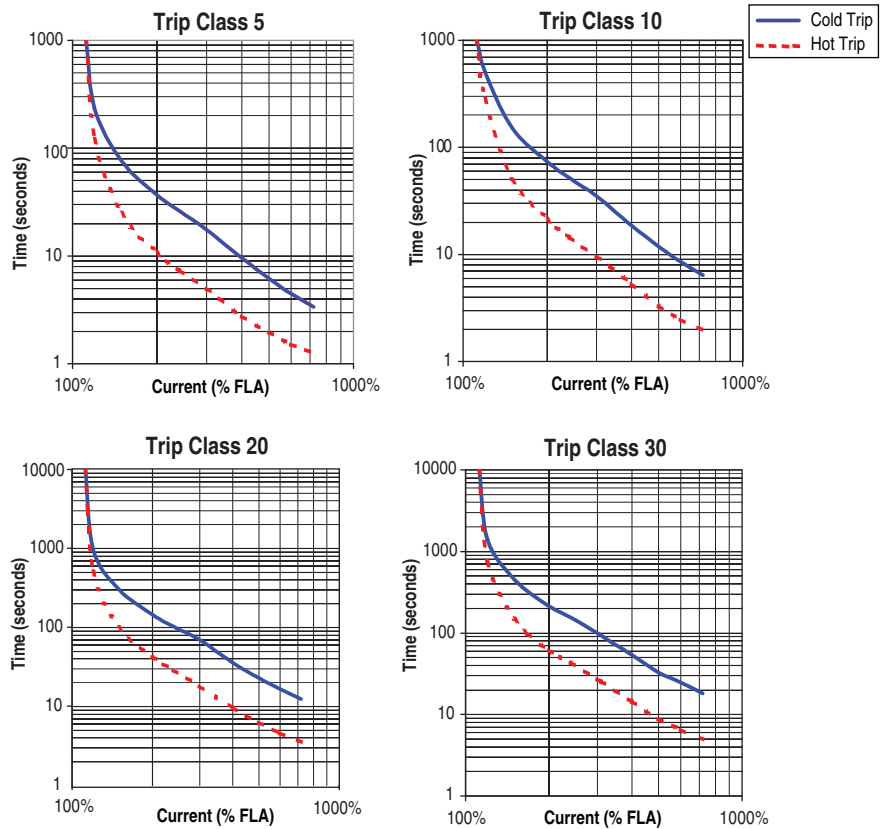 Trip Class 5
1000
100
10
1
Time (seconds)
100%
Current (% FLA)
1000%
Trip Class 10
1000
100
10
1
Time (seconds)
100%
Current (% FLA)
1000%
Cold Trip
Hot Trip
Trip Class 20
10000
1000
100
10
1
Time (seconds)
100%
Current (% FLA)
1000%
Trip Class 30
10000
1000
100
10
1
Time (seconds)
100%
Current (% FLA)
1000%